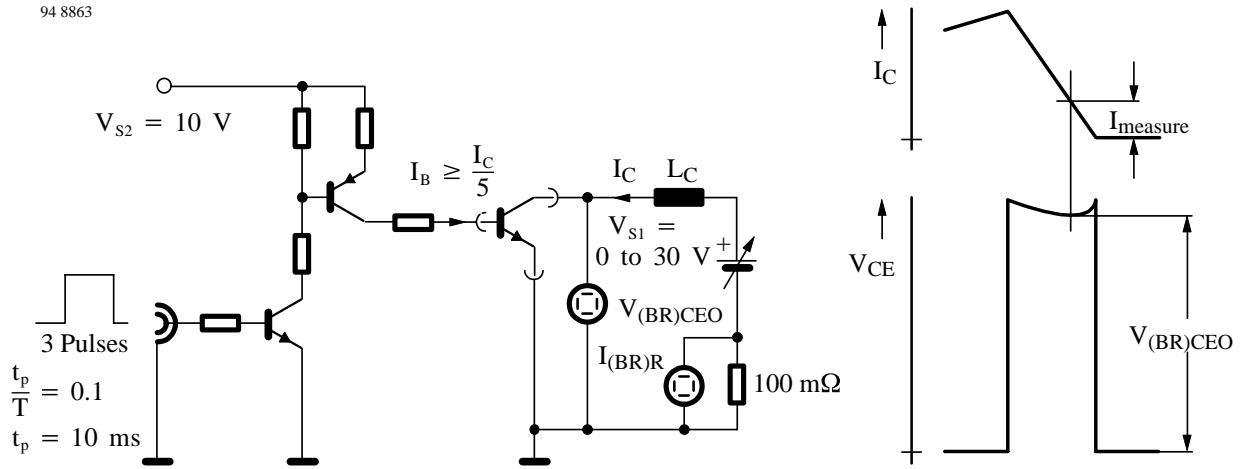 94 8863
V_S2 = 10 V
I_B ≥ I_C/5
I_C L_C
V_S1 =
0 to 30 V +
V_(BR)CEO
I_(BR)R
100 mΩ
3 Pulses
t_p/T = 0.1
t_p = 10 ms
I_C
I_measure
V_CE
V_(BR)CEO